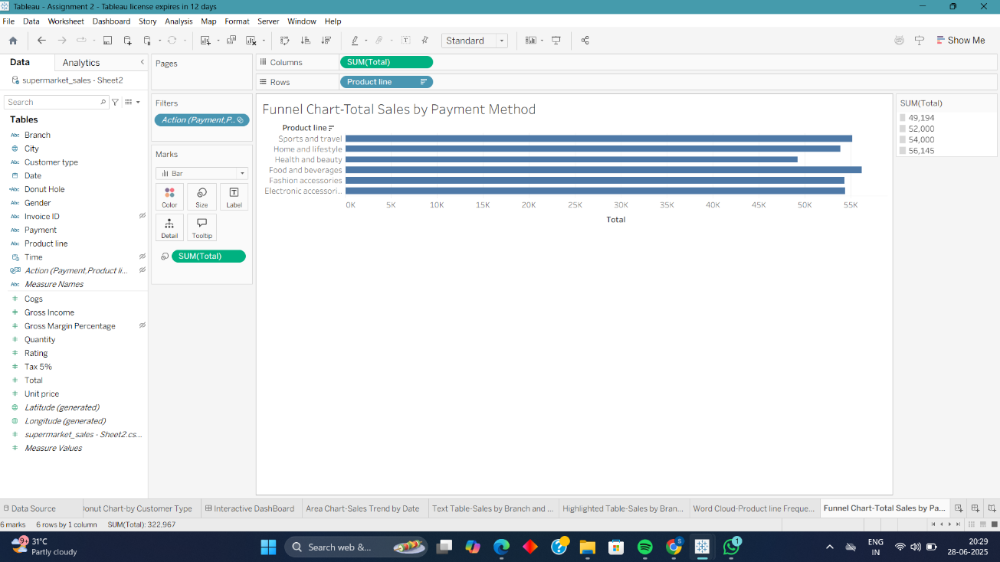 Tableau - Assignment 2 - Tableau license expires in 12 days
File Data Worksheet Dashboard Story Analysis Map Format Server Window Help
Standard
Show Me
Data
Analytics
supermarket_sales - Sheet2
Search
Tables
Abc Branch
City
Abc Customer type
Date
=Abc Donut Hole
Abc Gender
Abc Invoice ID
Abc Payment
Abc Product line
Time
Action (Payment,Product li...
Abc Measure Names
# Cogs
# Gross Income
# Gross Margin Percentage
# Quantity
# Rating
# Tax 5%
# Total
# Unit price
Latitude (generated)
Longitude (generated)
# supermarket_sales - Sheet2.cs...
# Measure Values
Pages
Filters
Action (Payment,P..
Marks
Bar
Color
Size
Label
Detail
Tooltip
SUM(Total)
Columns
SUM(Total)
Rows
Product line
Funnel Chart-Total Sales by Payment Method
Product line
Sports and travel
Home and lifestyle
Health and beauty
Food and beverages
Fashion accessories
Electronic accessori..
0K 5K 10K 15K 20K 25K 30K 35K 40K 45K 50K 55K
Total
SUM(Total)
49,194
52,000
54,000
56,145
Data Source
onut Chart-by Customer Type
Interactive DashBoard
Area Chart-Sales Trend by Date
Text Table-Sales by Branch and ...
Highlighted Table-Sales by Bran...
Word Cloud-Product line Freque...
Funnel Chart-Total Sales by Pa...
6 marks
6 rows by 1 column
SUM(Total): 322,967
9+
31°C
Partly cloudy
Search web &...
S
1
ENG
IN
20:29
28-06-2025